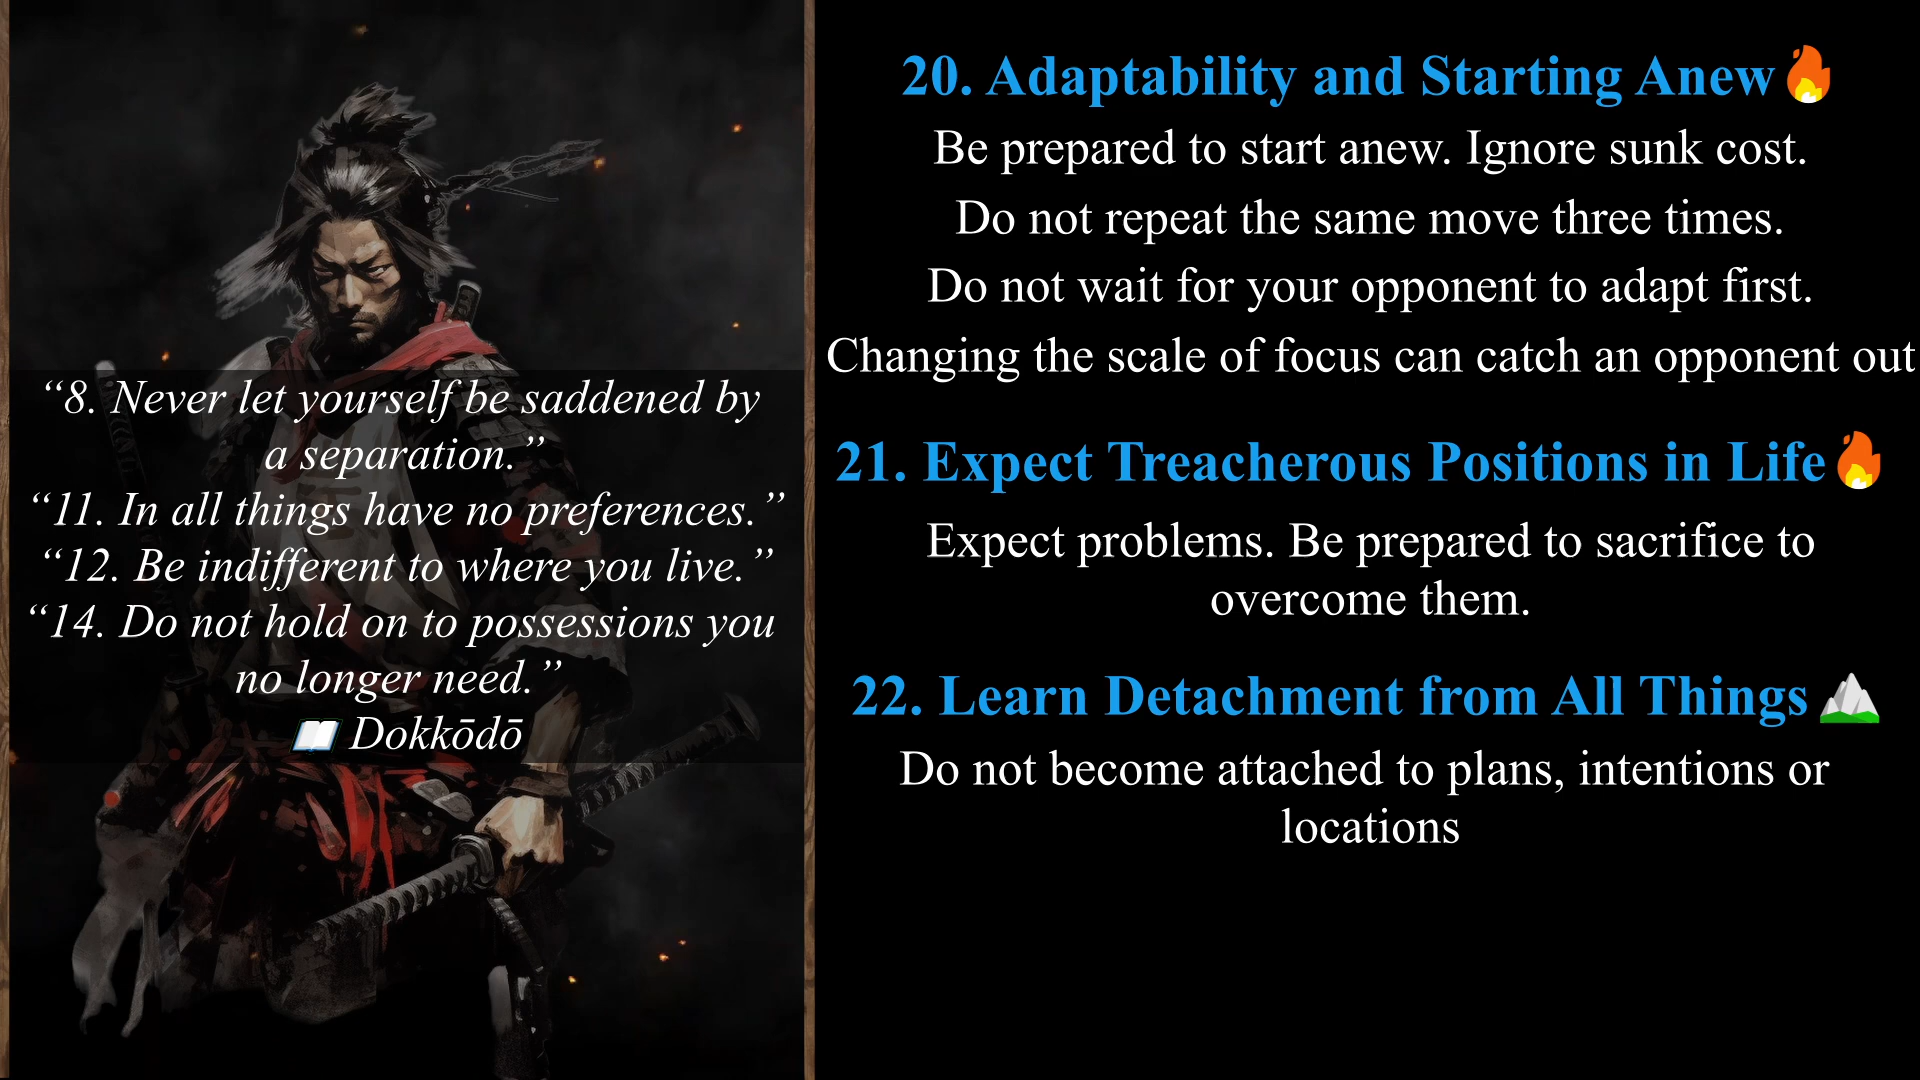 “8. Never let yourself be saddened by
a separation.”
“11. In all things have no preferences.”
“12. Be indifferent to where you live.”
“14. Do not hold on to possessions you
no longer need.”
📖 Dokkōdō
20. Adaptability and Starting Anew🔥
Be prepared to start anew. Ignore sunk cost.
Do not repeat the same move three times.
Do not wait for your opponent to adapt first.
Changing the scale of focus can catch an opponent out
21. Expect Treacherous Positions in Life🔥
Expect problems. Be prepared to sacrifice to
overcome them.
22. Learn Detachment from All Things ⛰️
Do not become attached to plans, intentions or
locations